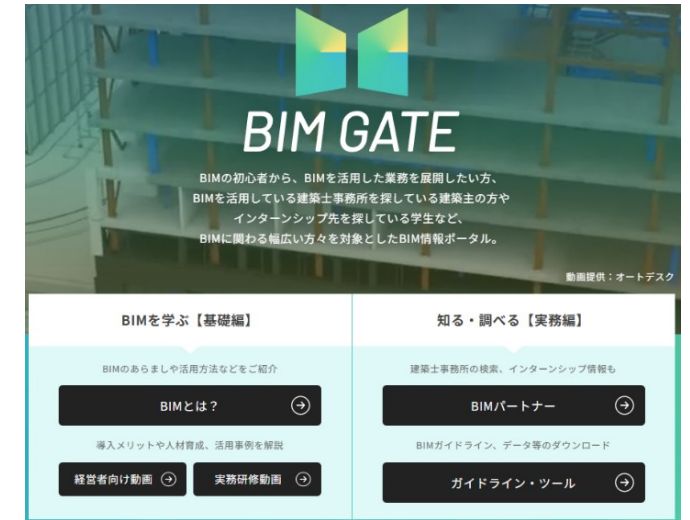 BIM GATE
BIMの初心者から、BIMを活用した業務を展開したい方、
BIMを活用している建築士事務所を探している建築主の方や
インターンシップ先を探している学生など、
BIMに関わる幅広い方々を対象としたBIM情報ポータル。
動画提供：オートデスク
BIMを学ぶ【基礎編】
BIMのあらましや活用方法などをご紹介
BIMとは？
導入メリットや人材育成、活用事例を解説
経営者向け動画
実務研修動画
知る・調べる【実務編】
建築士事務所の検索、インターンシップ情報も
BIMパートナー
BIMガイドライン、データ等のダウンロード
ガイドライン・ツール